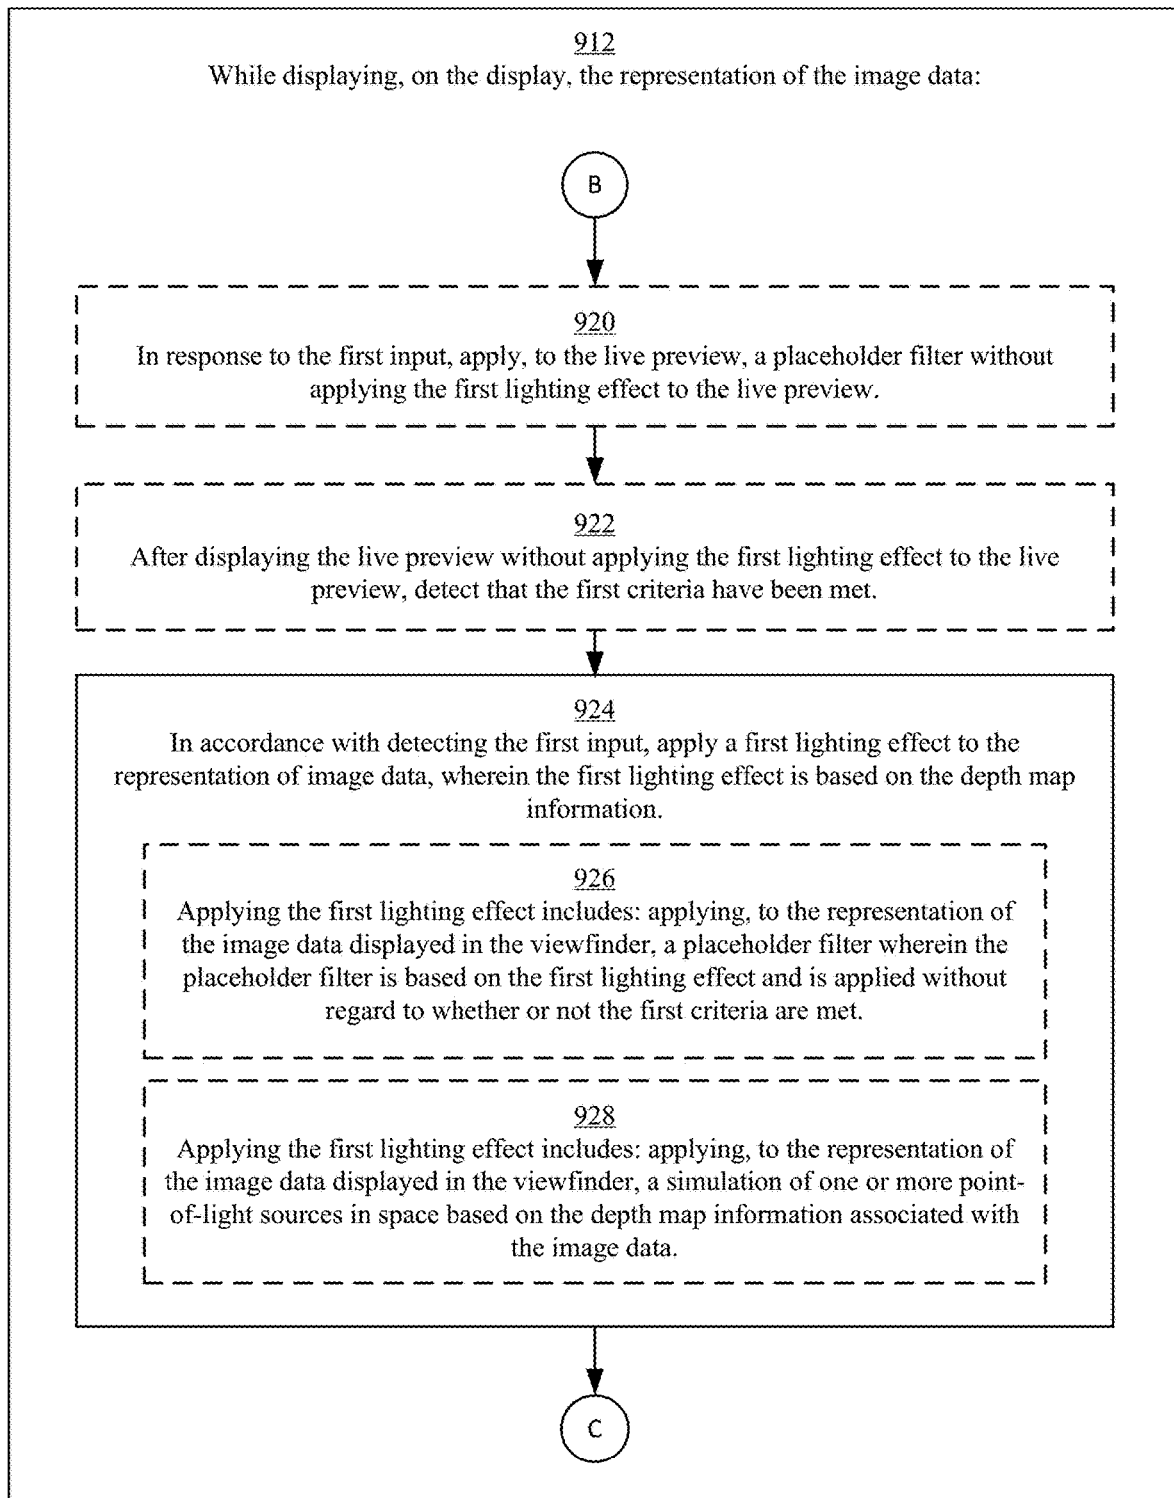 912
While displaying, on the display, the representation of the image data:
B
920
In response to the first input, apply, to the live preview, a placeholder filter without
applying the first lighting effect to the live preview.
922
After displaying the live preview without applying the first lighting effect to the live
preview, detect that the first criteria have been met.
924
In accordance with detecting the first input, apply a first lighting effect to the
representation of image data, wherein the first lighting effect is based on the depth map
information.
926
Applying the first lighting effect includes: applying, to the representation of
the image data displayed in the viewfinder, a placeholder filter wherein the
placeholder filter is based on the first lighting effect and is applied without
regard to whether or not the first criteria are met.
928
Applying the first lighting effect includes: applying, to the representation of
the image data displayed in the viewfinder, a simulation of one or more point-
of-light sources in space based on the depth map information associated with
the image data.
C